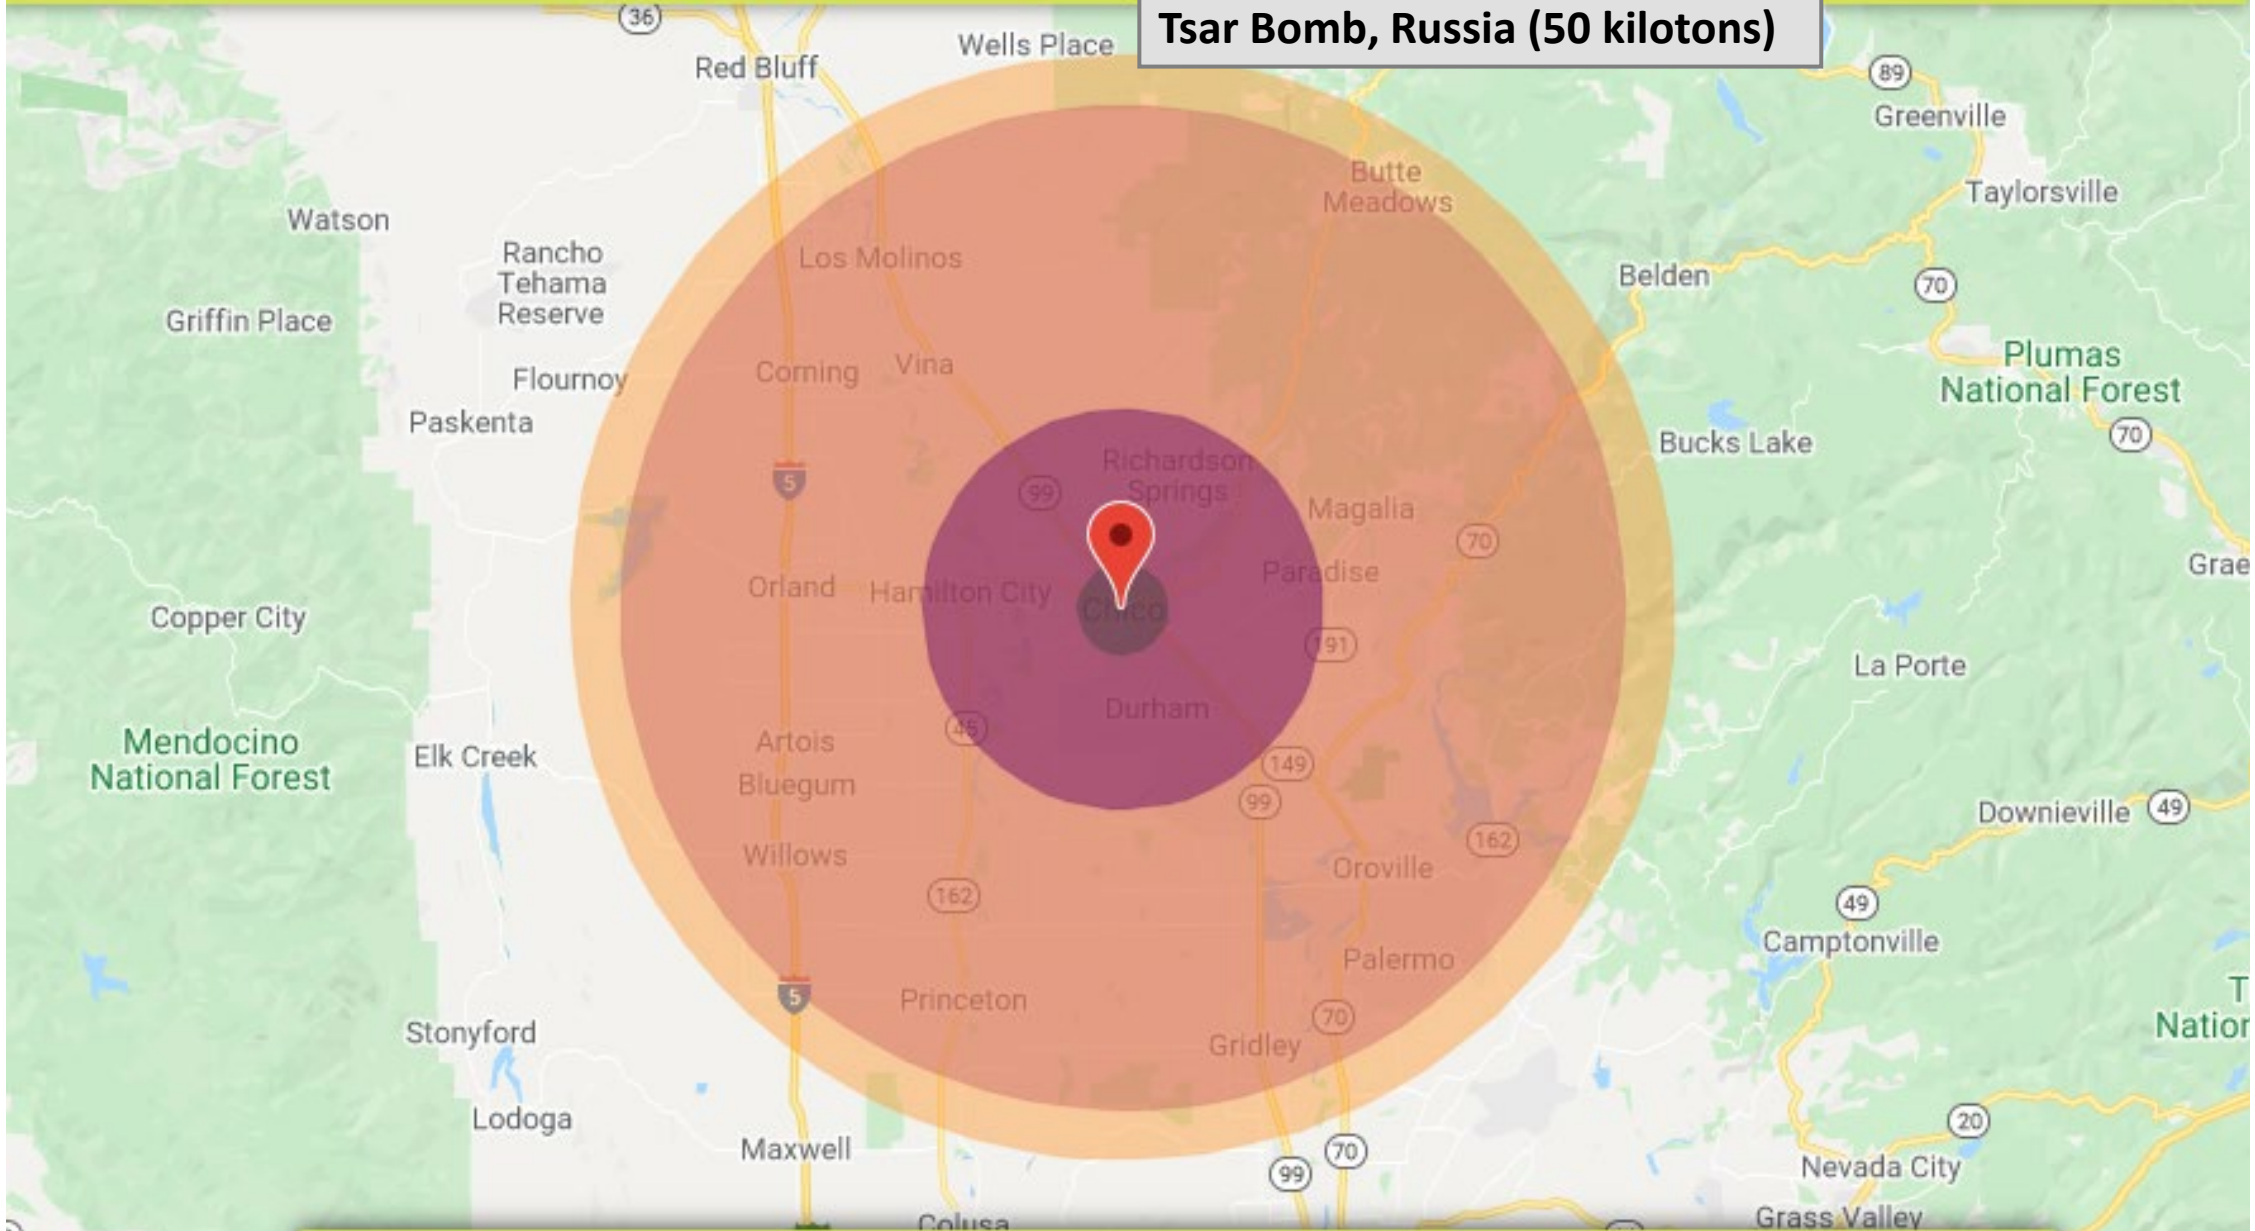 Tsar Bomb, Russia (50 kilotons)
36
Wells Place
Red Bluff
89
Greenville
Butte
Meadows
Taylorsville
Watson
Rancho
Tehama
Reserve
Los Molinos
Belden
70
Griffin Place
Plumas
National Forest
Corning
Vina
Flournoy
Paskenta
70
Bucks Lake
Richardson
Springs
5
99
Magalia
70
Grae
Paradise
Orland
Hamilton City
Chico
Copper City
191
La Porte
Durham
45
Mendocino
National Forest
Elk Creek
Artois
Bluegum
149
99
Downieville
49
162
Willows
Oroville
162
49
Camptonville
Palermo
5
Princeton
T
Nation
70
Stonyford
Gridley
Lodoga
20
Maxwell
70
99
Nevada City
Colusa
Grass Valley